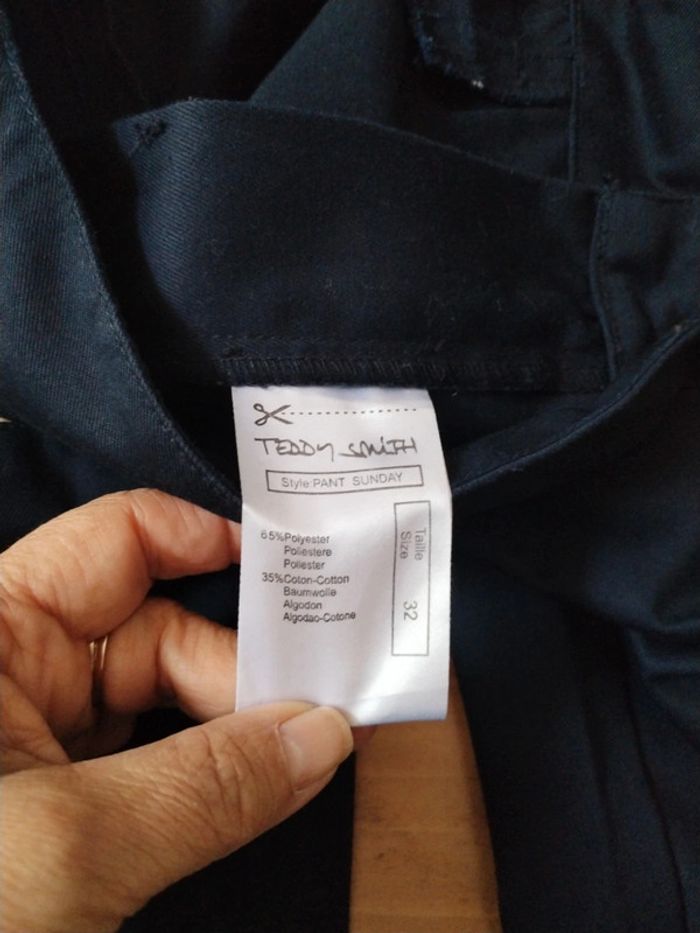 TEDDY SMITH
Style:PANT SUNDAY
65%Polyester
Poliestere
Poliester
35%Coton-Cotton
Baumwolle
Algodon
Algodao-Cotone
Taille
Size
32